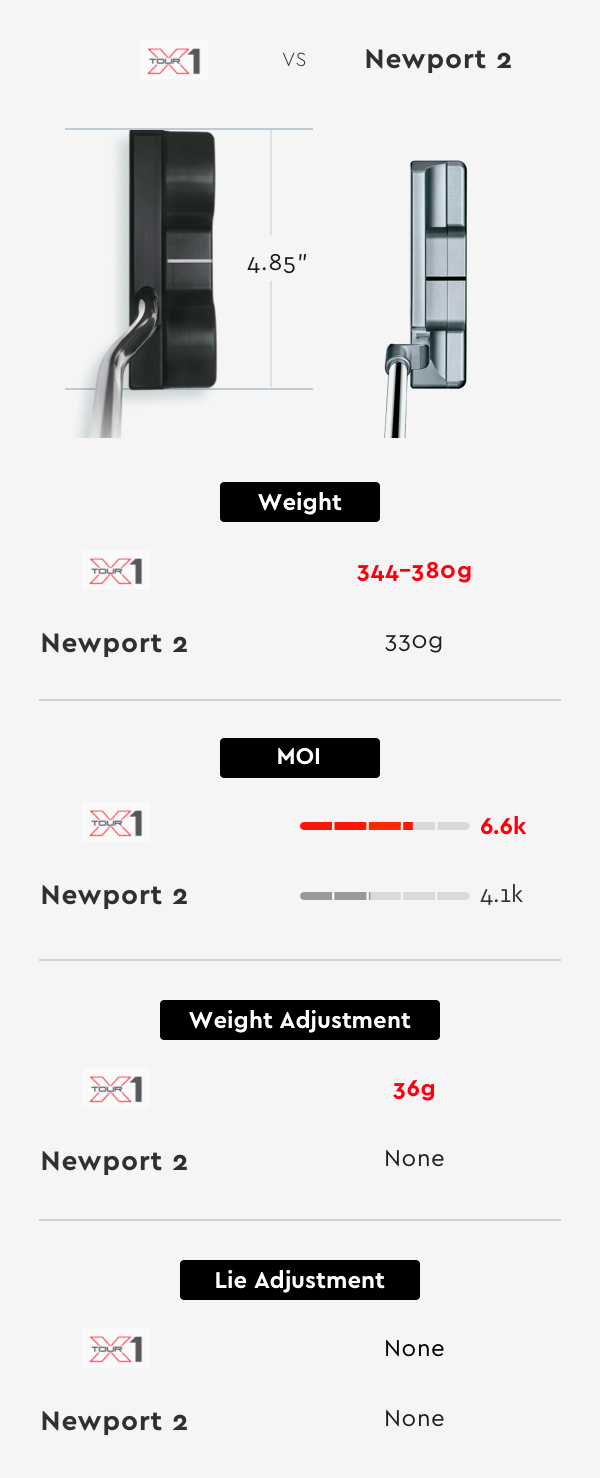 X1 TOUR VS Newport 2
4.85"
Weight
X1 TOUR 344-380g
Newport 2 330g
MOI
X1 TOUR 6.6k
Newport 2 4.1k
Weight Adjustment
X1 TOUR 36g
Newport 2 None
Lie Adjustment
X1 TOUR None
Newport 2 None